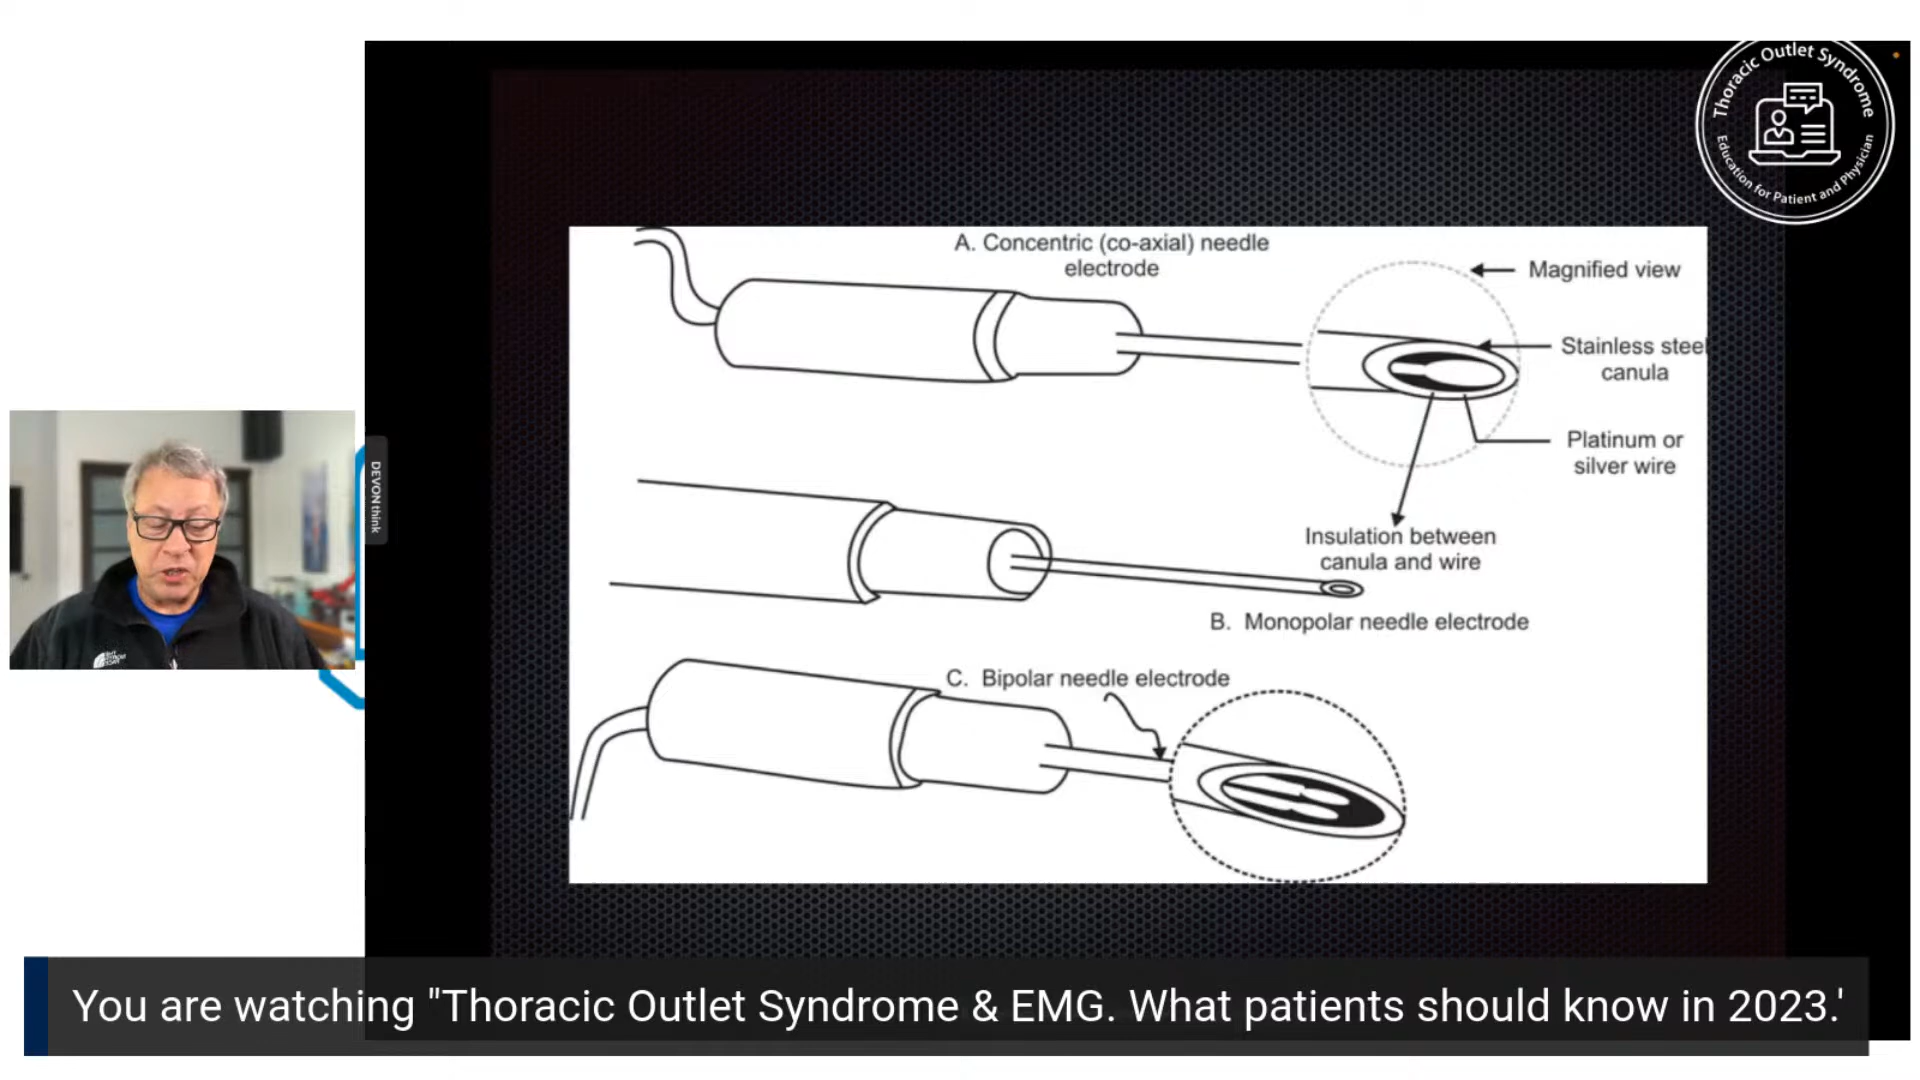 Thoracic Outlet Syndrome
Education for Patient and Physician
A. Concentric (co-axial) needle
electrode
Magnified view
Stainless steel
canula
Platinum or
silver wire
Insulation between
canula and wire
B. Monopolar needle electrode
C. Bipolar needle electrode
DEVONthink
You are watching "Thoracic Outlet Syndrome & EMG. What patients should know in 2023.'